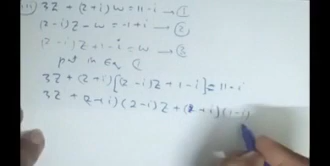 iii) 3Z + (2+i)w = 11-i → ①
(2-i)Z - w = -1+i → ②
(2-i)Z + 1-i = w → ③
put in Eq
3Z + (2+i)[(2-i)Z + 1-i] = 11-i
3Z + (2+i)(2-i)Z + (2+i)(1-i)